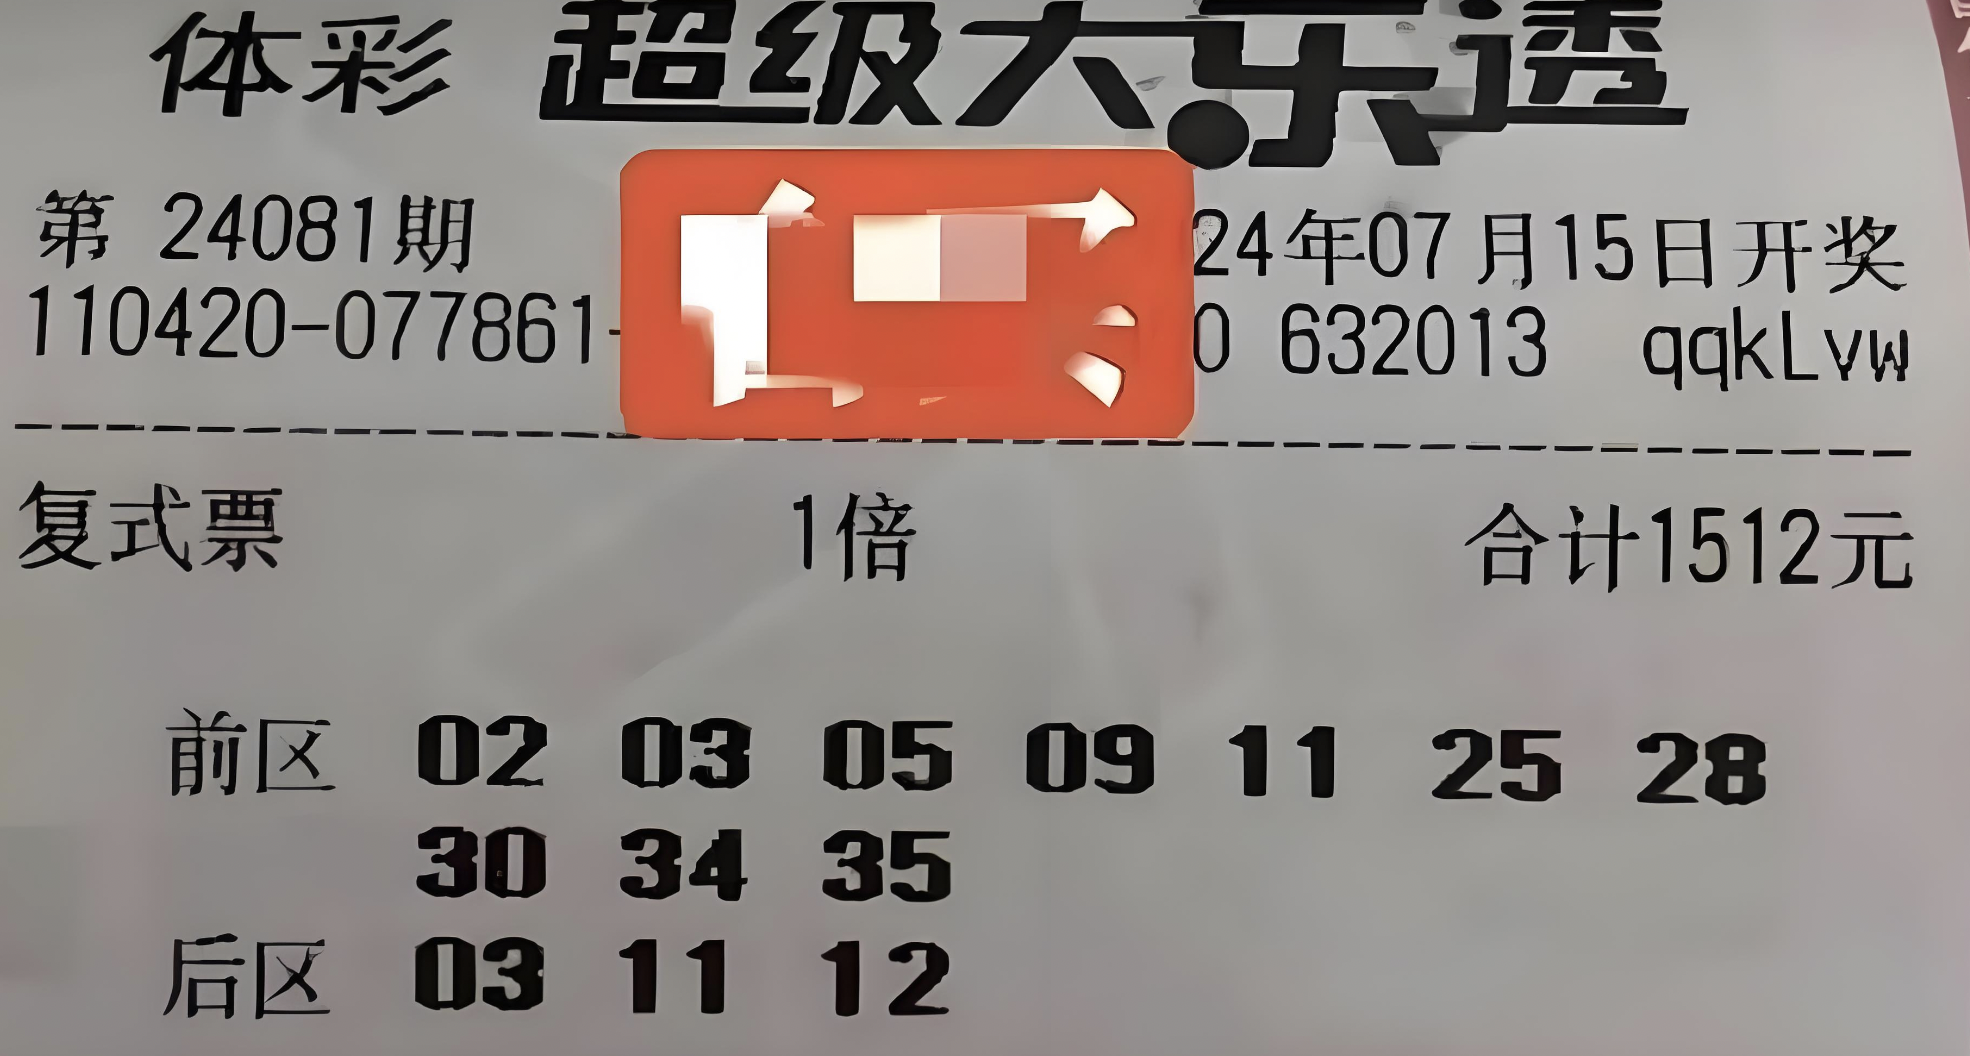 体彩 超级大乐透
第 24081期 24年07月15日开奖
110420-077861- 0 632013 qqkLvw
复式票 1倍 合计1512元
前区 02 03 05 09 11 25 28
30 34 35
后区 03 11 12